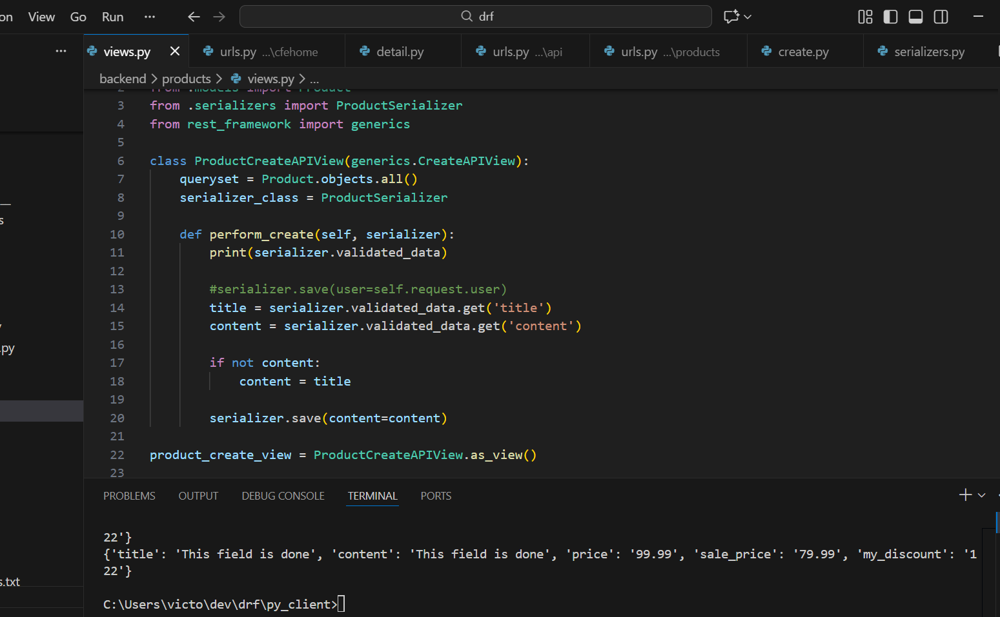 on View Go Run ...
drf
views.py
urls.py ...\cfehome
detail.py
urls.py ...\api
urls.py ...\products
create.py
serializers.py
backend > products > views.py > ...
2 from .models import Product
3 from .serializers import ProductSerializer
4 from rest_framework import generics
5
6 class ProductCreateAPIView(generics.CreateAPIView):
7 queryset = Product.objects.all()
8 serializer_class = ProductSerializer
9
10 def perform_create(self, serializer):
11 print(serializer.validated_data)
12
13 #serializer.save(user=self.request.user)
14 title = serializer.validated_data.get('title')
15 content = serializer.validated_data.get('content')
16
17 if not content:
18 content = title
19
20 serializer.save(content=content)
21
22 product_create_view = ProductCreateAPIView.as_view()
23
s
.py
s.txt
PROBLEMS OUTPUT DEBUG CONSOLE TERMINAL PORTS
22'}
{'title': 'This field is done', 'content': 'This field is done', 'price': '99.99', 'sale_price': '79.99', 'my_discount': '1
22'}
C:\Users\victo\dev\drf\py_client>